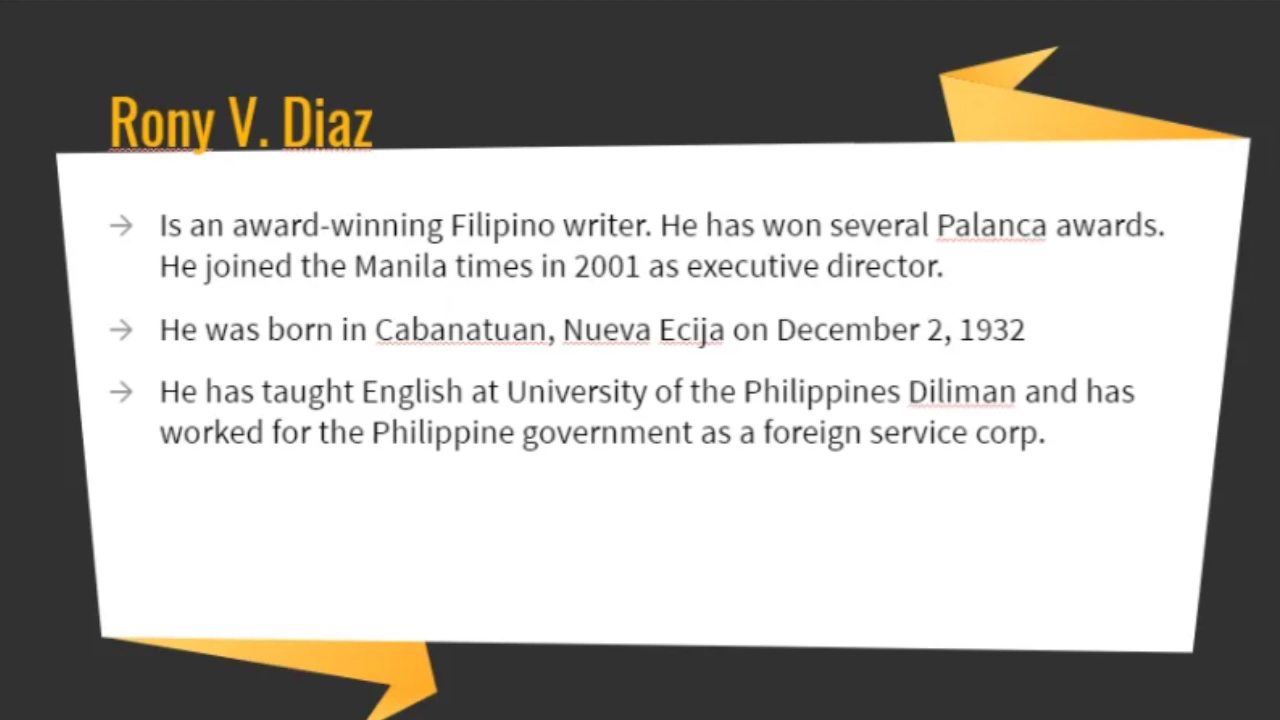 Rony V. Diaz
→ Is an award-winning Filipino writer. He has won several Palanca awards.
He joined the Manila times in 2001 as executive director.
→ He was born in Cabanatuan, Nueva Ecija on December 2, 1932
→ He has taught English at University of the Philippines Diliman and has
worked for the Philippine government as a foreign service corp.